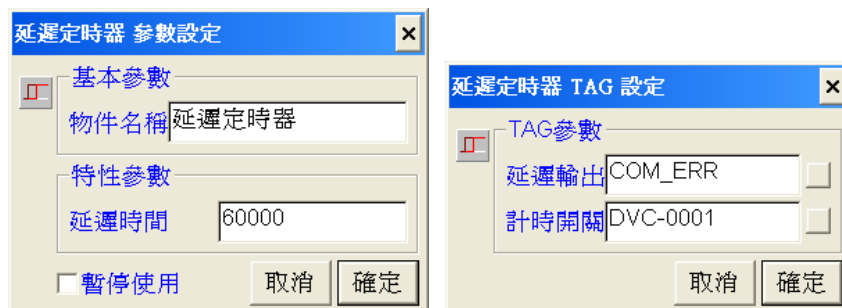 延遲定時器 參數設定
基本參數
物件名稱 延遲定時器
特性參數
延遲時間 60000
暫停使用 取消 確定
延遲定時器 TAG 設定
TAG參數
延遲輸出 COM_ERR
計時開關 DVC-0001
取消 確定